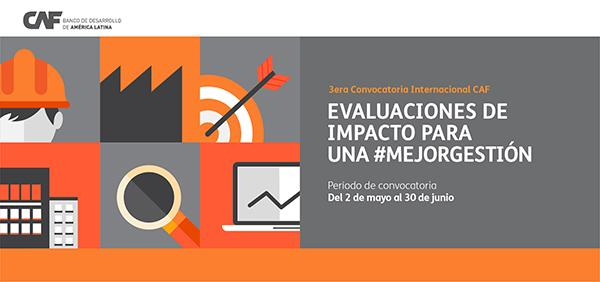 CAF
BANCO DE DESARROLLO
DE AMÉRICA LATINA
3era Convocatoria Internacional CAF
EVALUACIONES DE
IMPACTO PARA
UNA #MEJORGESTIÓN
Periodo de convocatoria
Del 2 de mayo al 30 de junio